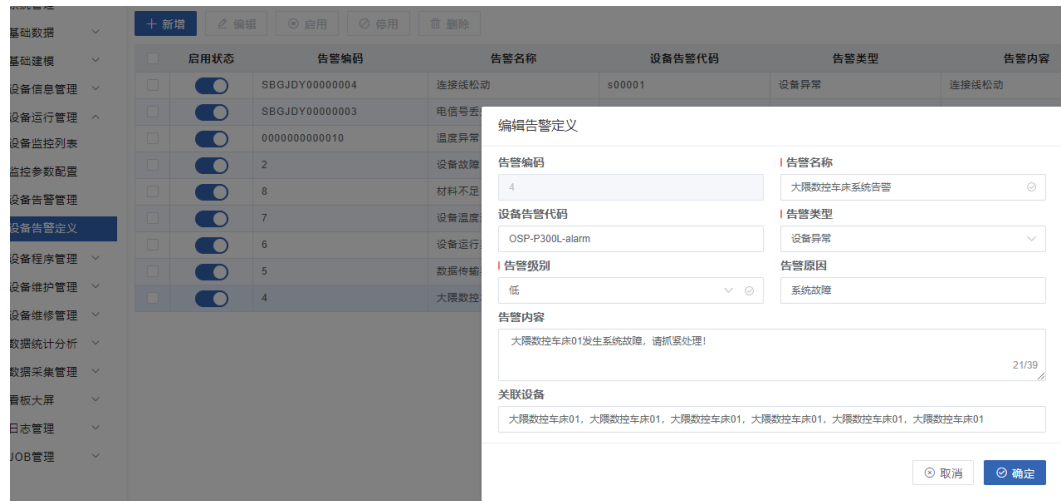 系统管理
基础数据
基础建模
设备信息管理
设备运行管理
设备监控列表
监控参数配置
设备告警管理
设备告警定义
设备程序管理
设备维护管理
设备维修管理
数据统计分析
数据采集管理
看板大屏
日志管理
JOB管理
新增 编辑 启用 停用 删除
启用状态 告警编码 告警名称 设备告警代码 告警类型 告警内容
SBGJDY00000004 连接线松动 s00001 设备异常 连接线松动
SBGJDY00000003 电信号丢
0000000000010 温度异常
2 设备故障
8 材料不足
7 设备温度
6 设备运行
5 数据传输
4 大隈数控
编辑告警定义
告警编码 告警名称
4 大隈数控车床系统告警
设备告警代码 告警类型
OSP-P300L-alarm 设备异常
告警级别 告警原因
低 系统故障
告警内容
大隈数控车床01发生系统故障，请抓紧处理!
21/39
关联设备
大隈数控车床01，大隈数控车床01，大隈数控车床01，大隈数控车床01，大隈数控车床01，大隈数控车床01
取消 确定